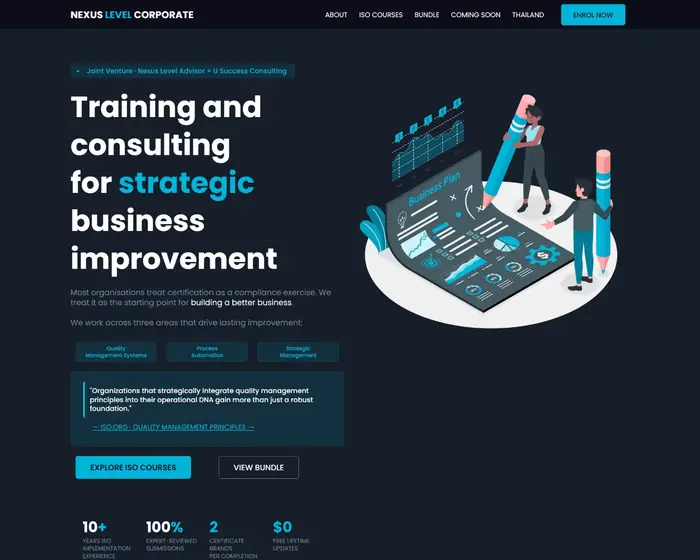 NEXUS LEVEL CORPORATE
ABOUT ISO COURSES BUNDLE COMING SOON THAILAND ENROL NOW
• Joint Venture · Nexus Level Advisor × U Success Consulting
Training and
consulting
for strategic
business
improvement
Most organisations treat certification as a compliance exercise. We
treat it as the starting point for building a better business.
We work across three areas that drive lasting improvement:
Quality
Management Systems
Process
Automation
Strategic
Management
"Organizations that strategically integrate quality management
principles into their operational DNA gain more than just a robust
foundation."
— ISO.ORG · QUALITY MANAGEMENT PRINCIPLES →
EXPLORE ISO COURSES
VIEW BUNDLE
Business Plan
10+
YEARS ISO
IMPLEMENTATION
EXPERIENCE
100%
EXPERT-REVIEWED
SUBMISSIONS
2
CERTIFICATE
BRANDS
PER COMPLETION
$0
FREE LIFETIME
UPDATES